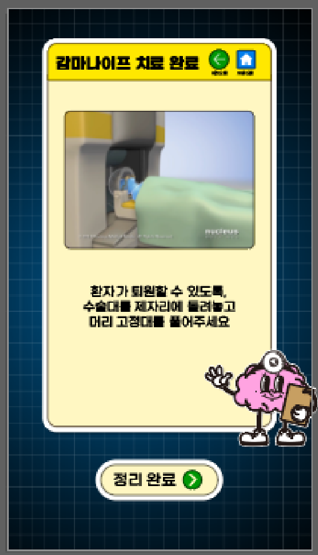 감마나이프 치료 완료
nucleus
환자가 퇴원할 수 있도록,
수술대를 제자리에 돌려놓고
머리 고정대를 풀어주세요
정리 완료